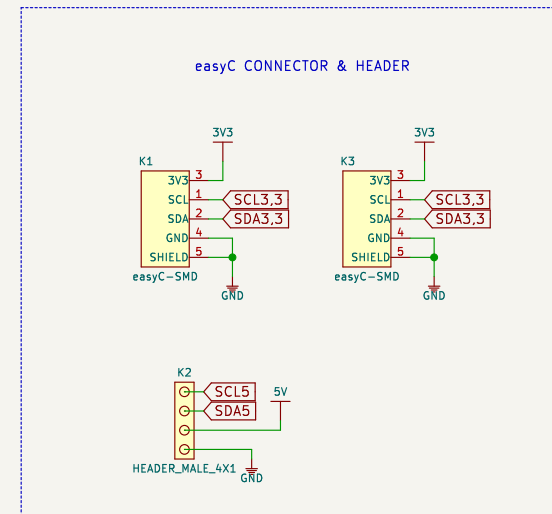 easyC CONNECTOR & HEADER
3V3
K1
3V3 3
SCL 1 SCL3,3
SDA 2 SDA3,3
GND 4
SHIELD 5
easyC-SMD
GND
3V3
K3
3V3 3
SCL 1 SCL3,3
SDA 2 SDA3,3
GND 4
SHIELD 5
easyC-SMD
GND
K2
SCL5
5V
SDA5
HEADER_MALE_4X1
GND